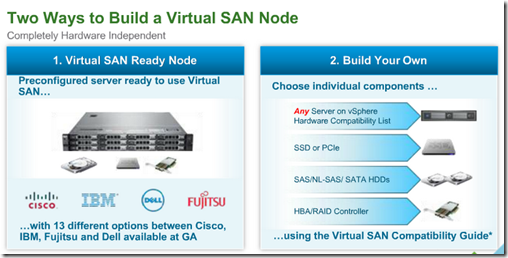 Two Ways to Build a Virtual SAN Node
Completely Hardware Independent
1. Virtual SAN Ready Node
Preconfigured server ready to use Virtual
SAN…
CISCO.
IBM
DELL
FUJITSU
…with 13 different options between Cisco,
IBM, Fujitsu and Dell available at GA
2. Build Your Own
Choose individual components …
Any Server on vSphere
Hardware Compatibility List
SSD or PCIe
SAS/NL-SAS/ SATA HDDs
HBA/RAID Controller
…using the Virtual SAN Compatibility Guide*